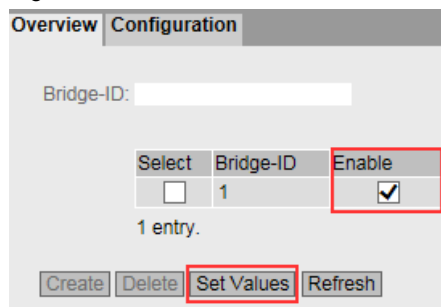 Overview Configuration
Bridge-ID:
Select Bridge-ID Enable
1
1 entry.
Create Delete Set Values Refresh